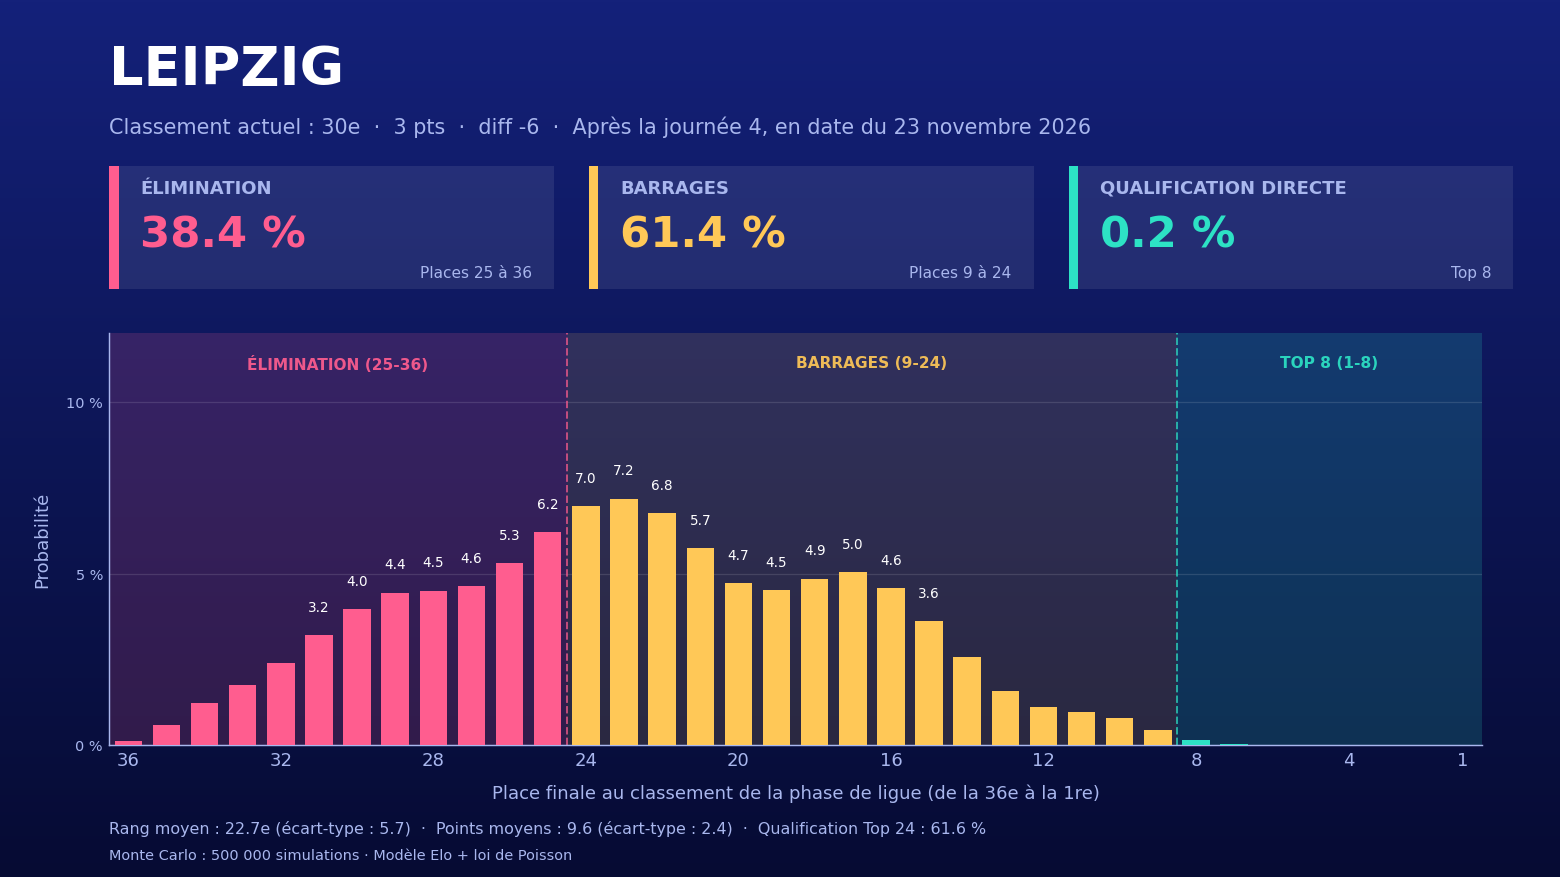 LEIPZIG
Classement actuel : 30e · 3 pts · diff -6 · Après la journée 4, en date du 23 novembre 2026
ÉLIMINATION
38.4 %
Places 25 à 36
BARRAGES
61.4 %
Places 9 à 24
QUALIFICATION DIRECTE
0.2 %
Top 8
ÉLIMINATION (25-36)
BARRAGES (9-24)
TOP 8 (1-8)
Probabilité
10 %
5 %
0 %
3.2
4.0
4.4
4.5
4.6
5.3
6.2
7.0
7.2
6.8
5.7
4.7
4.5
4.9
5.0
4.6
3.6
36 32 28 24 20 16 12 8 4 1
Place finale au classement de la phase de ligue (de la 36e à la 1re)
Rang moyen : 22.7e (écart-type : 5.7) · Points moyens : 9.6 (écart-type : 2.4) · Qualification Top 24 : 61.6 %
Monte Carlo : 500 000 simulations · Modèle Elo + loi de Poisson